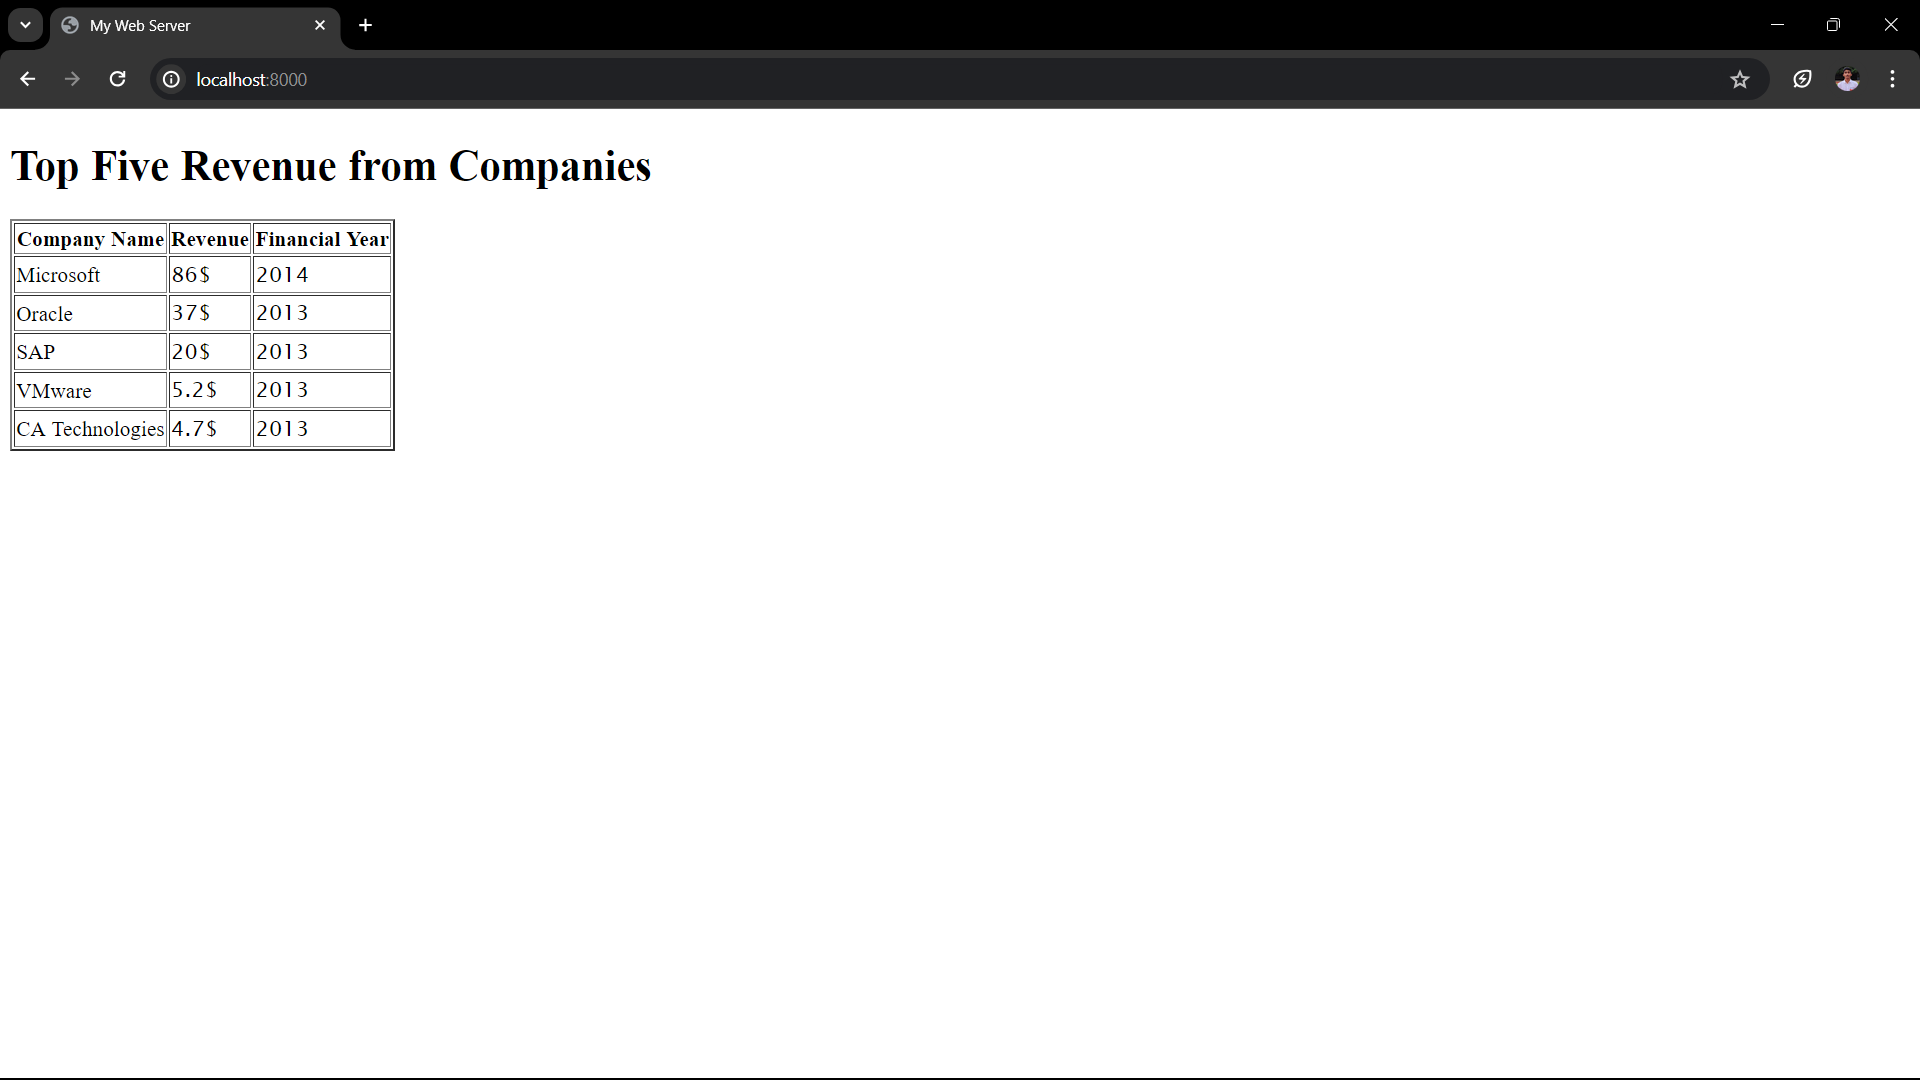 My Web Server
localhost:8000
Top Five Revenue from Companies
Company Name Revenue Financial Year
Microsoft 86$ 2014
Oracle 37$ 2013
SAP 20$ 2013
VMware 5.2$ 2013
CA Technologies 4.7$ 2013